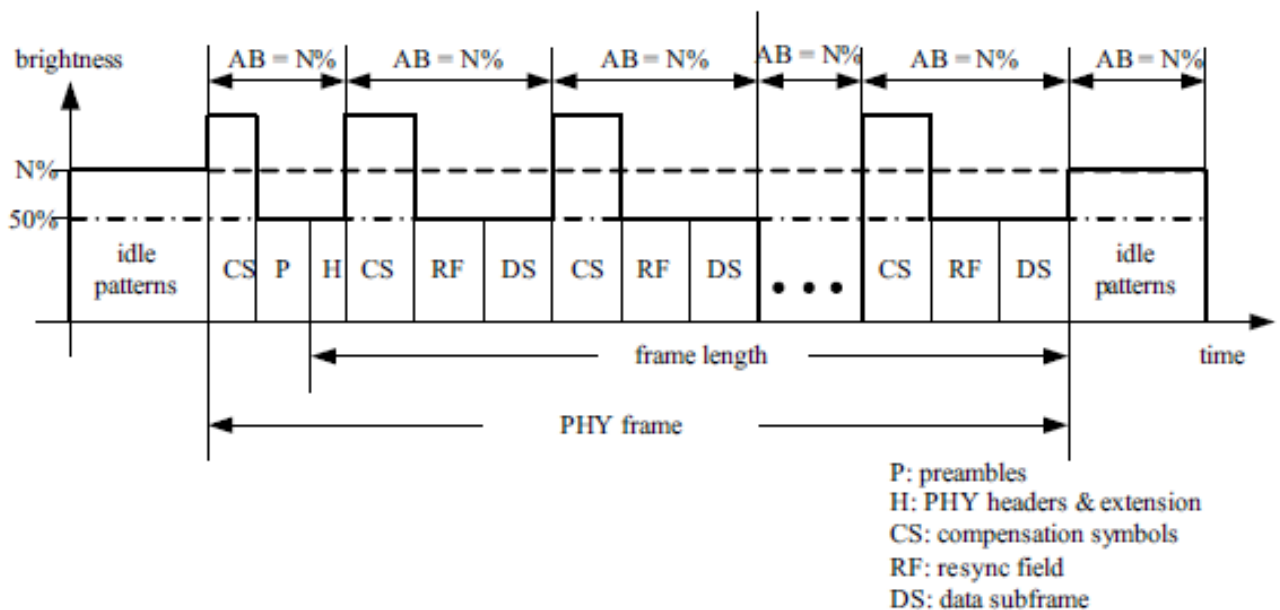 AB = N% AB = N% AB = N% AB = N% AB = N% AB = N%
brightness
N%
50%
idle patterns CS P H CS RF DS CS RF DS ● ● ● CS RF DS idle patterns
frame length
time
PHY frame
P: preambles
H: PHY headers & extension
CS: compensation symbols
RF: resync field
DS: data subframe